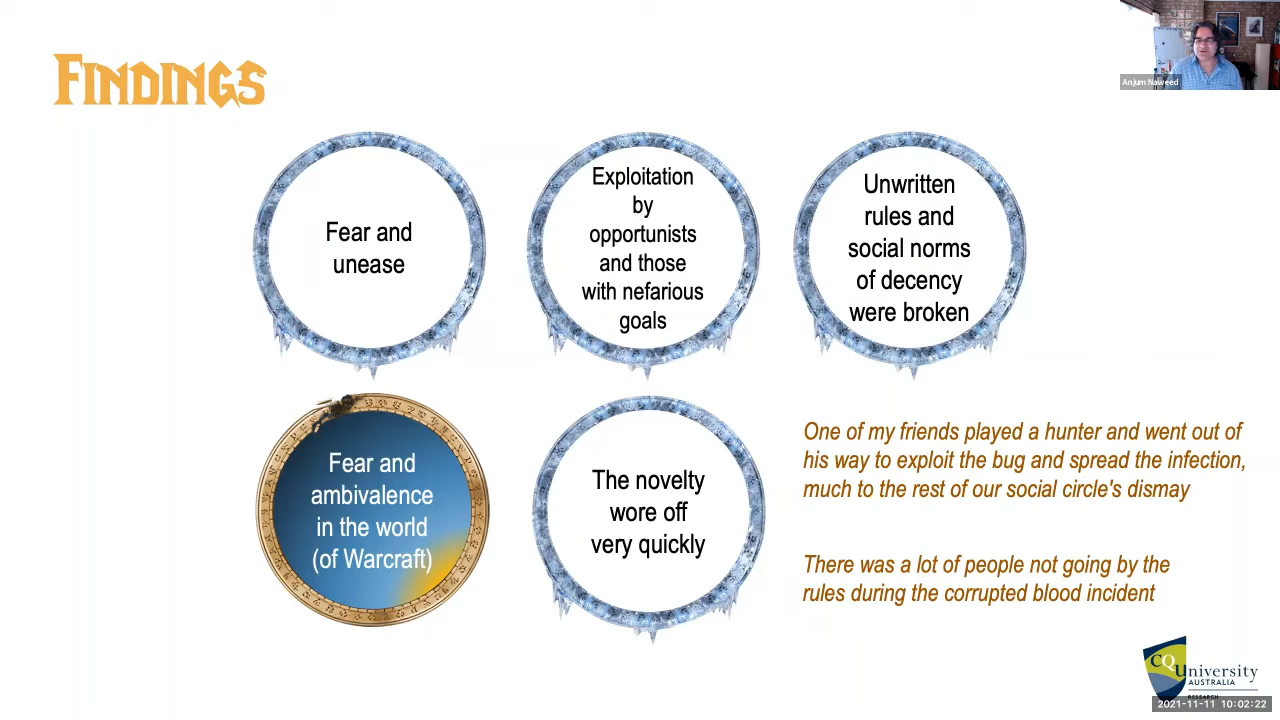 Findings
Anjum Naweed
Fear and
unease
Exploitation
by
opportunists
and those
with nefarious
goals
Unwritten
rules and
social norms
of decency
were broken
Fear and
ambivalence
in the world
(of Warcraft)
The novelty
wore off
very quickly
One of my friends played a hunter and went out of
his way to exploit the bug and spread the infection,
much to the rest of our social circle's dismay
There was a lot of people not going by the
rules during the corrupted blood incident
CQUniversity
AUSTRALIA
RESEARCH
2021-11-11 10:02:22